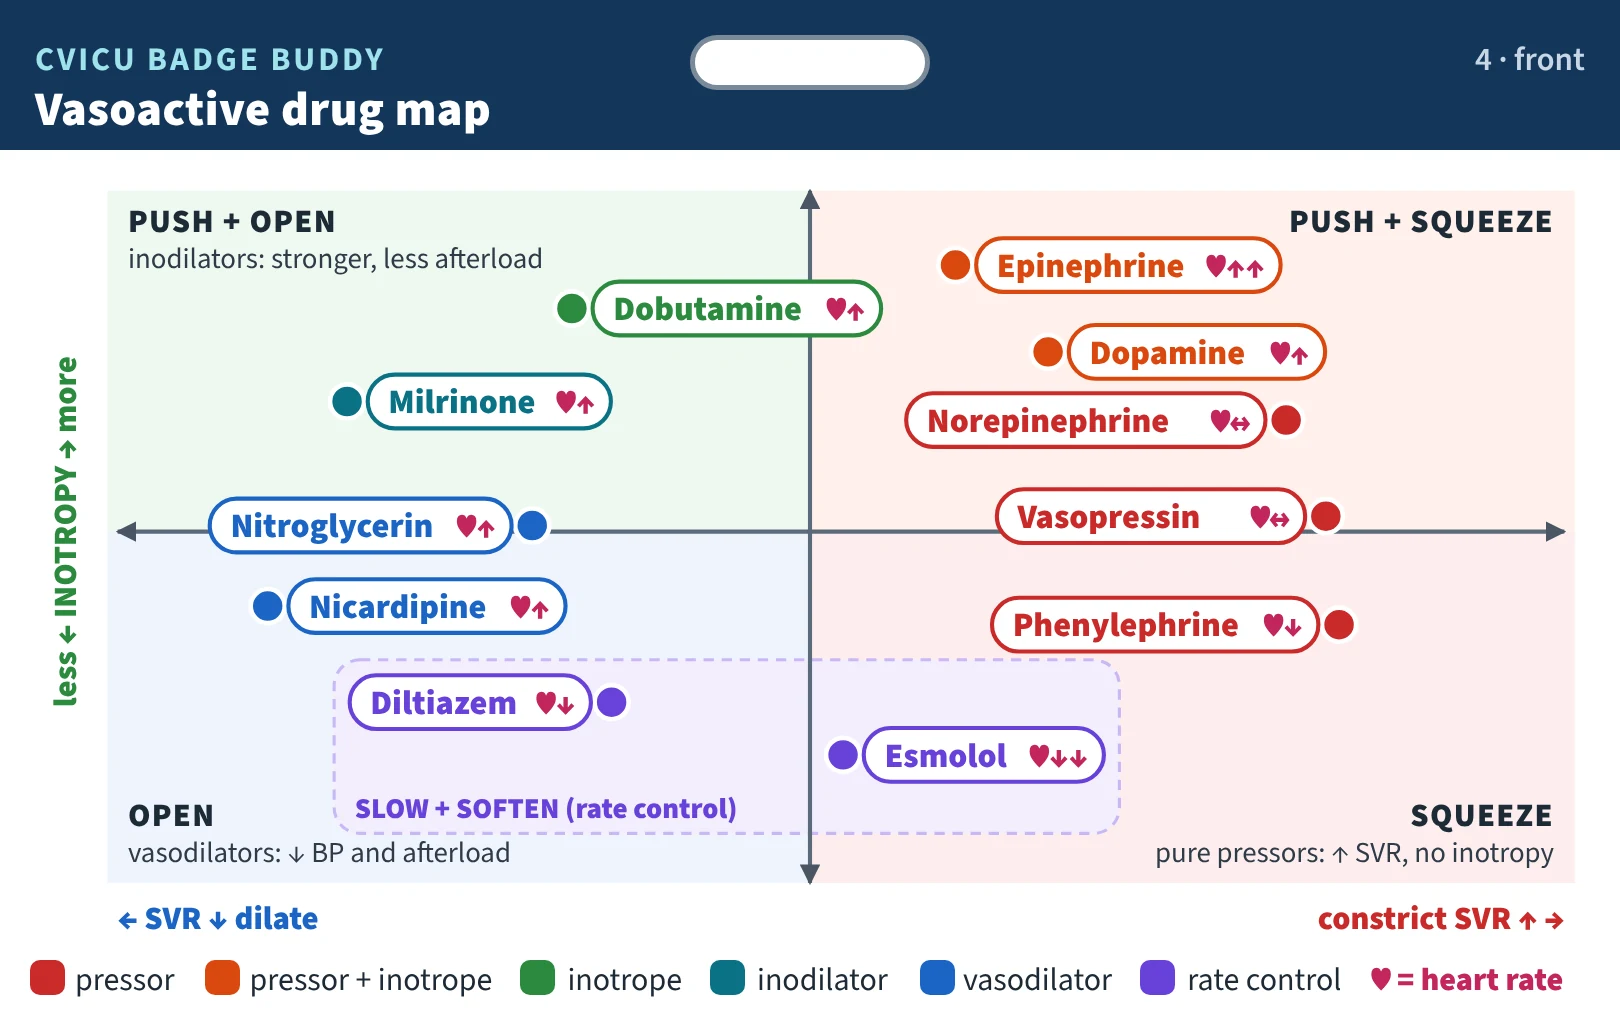 CVICU BADGE BUDDY
4 · front
Vasoactive drug map
PUSH + OPEN
inodilators: stronger, less afterload
PUSH + SQUEEZE
Epinephrine ♥↑↑
Dobutamine ♥↑
Dopamine ♥↑
Milrinone ♥↑
Norepinephrine ♥↔
less ← INOTROPY → more
Nitroglycerin ♥↑
Vasopressin ♥↔
Nicardipine ♥↑
Phenylephrine ♥↓
Diltiazem ♥↓
Esmolol ♥↓↓
SLOW + SOFTEN (rate control)
OPEN
vasodilators: ↓ BP and afterload
SQUEEZE
pure pressors: ↑ SVR, no inotropy
← SVR ↓ dilate
constrict SVR ↑ →
pressor
pressor + inotrope
inotrope
inodilator
vasodilator
rate control
♥ = heart rate